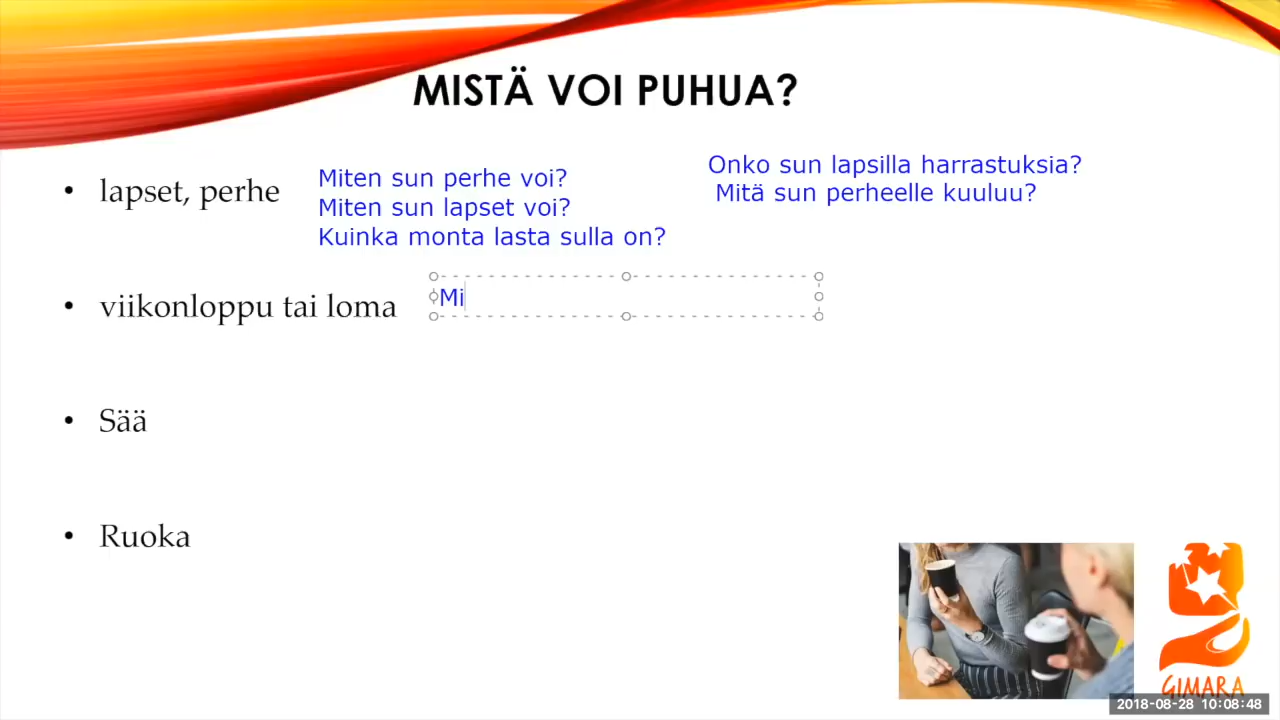 MISTÄ VOI PUHUA?
• lapset, perhe
Miten sun perhe voi?
Miten sun lapset voi?
Kuinka monta lasta sulla on?
Onko sun lapsilla harrastuksia?
Mitä sun perheelle kuuluu?
• viikonloppu tai loma
Mi
• Sää
• Ruoka
GIMARA
2018-08-28 10:08:48